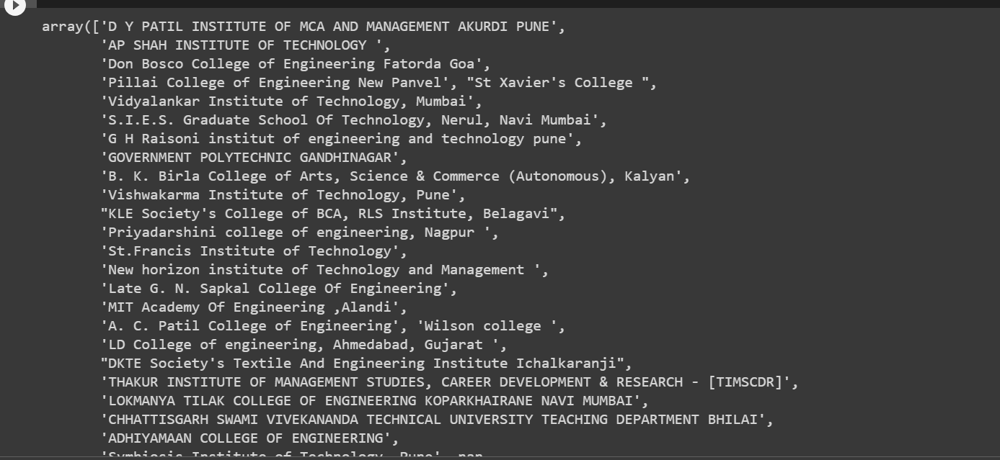 array(['D Y PATIL INSTITUTE OF MCA AND MANAGEMENT AKURDI PUNE',
'AP SHAH INSTITUTE OF TECHNOLOGY ',
'Don Bosco College of Engineering Fatorda Goa',
'Pillai College of Engineering New Panvel', "St Xavier's College ",
'Vidyalankar Institute of Technology, Mumbai',
'S.I.E.S. Graduate School Of Technology, Nerul, Navi Mumbai',
'G H Raisoni institut of engineering and technology pune',
'GOVERNMENT POLYTECHNIC GANDHINAGAR',
'B. K. Birla College of Arts, Science & Commerce (Autonomous), Kalyan',
'Vishwakarma Institute of Technology, Pune',
"KLE Society's College of BCA, RLS Institute, Belagavi",
'Priyadarshini college of engineering, Nagpur ',
'St.Francis Institute of Technology',
'New horizon institute of Technology and Management ',
'Late G. N. Sapkal College Of Engineering',
'MIT Academy Of Engineering ,Alandi',
'A. C. Patil College of Engineering', 'Wilson college ',
'LD College of engineering, Ahmedabad, Gujarat ',
"DKTE Society's Textile And Engineering Institute Ichalkaranji",
'THAKUR INSTITUTE OF MANAGEMENT STUDIES, CAREER DEVELOPMENT & RESEARCH - [TIMSCDR]',
'LOKMANYA TILAK COLLEGE OF ENGINEERING KOPARKHAIRANE NAVI MUMBAI',
'CHHATTISGARH SWAMI VIVEKANANDA TECHNICAL UNIVERSITY TEACHING DEPARTMENT BHILAI',
'ADHIYAMAAN COLLEGE OF ENGINEERING',
'Symbiosis Institute of Technology, Pune', nan